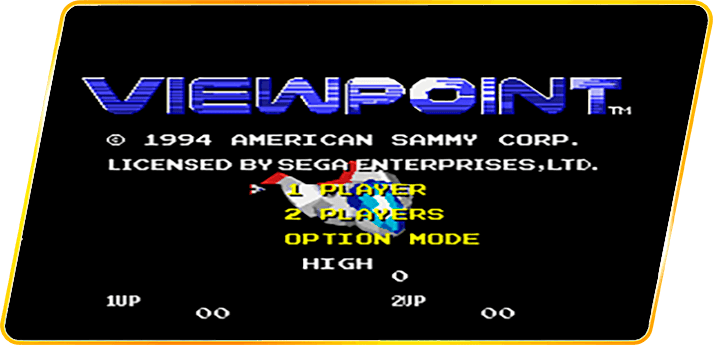 VIEWPOINT™
© 1994 AMERICAN SAMMY CORP.
LICENSED BY SEGA ENTERPRISES,LTD.
1 PLAYER
2 PLAYERS
OPTION MODE
HIGH 0
1UP 00
2UP 00